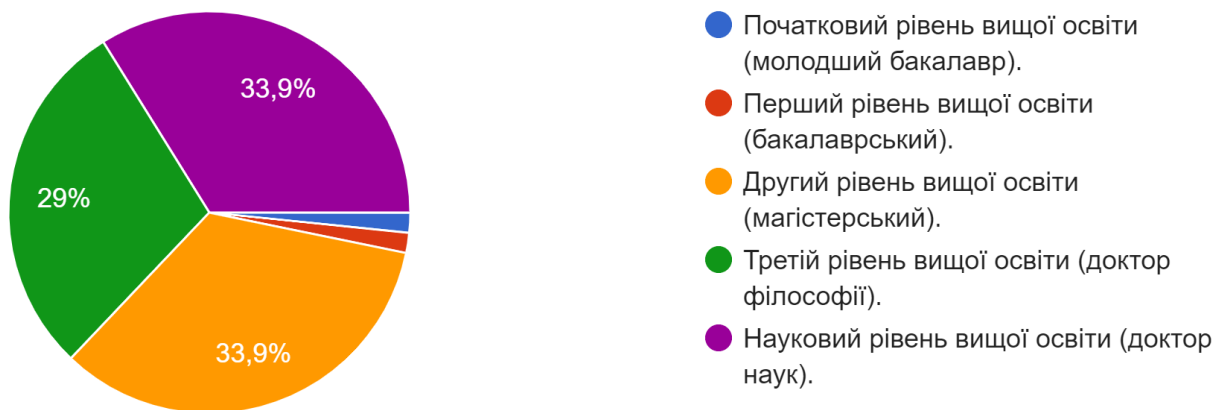 33,9%
29%
33,9%
Початковий рівень вищої освіти
(молодший бакалавр).
Перший рівень вищої освіти
(бакалаврський).
Другий рівень вищої освіти
(магістерський).
Третій рівень вищої освіти (доктор
філософії).
Науковий рівень вищої освіти (доктор
наук).